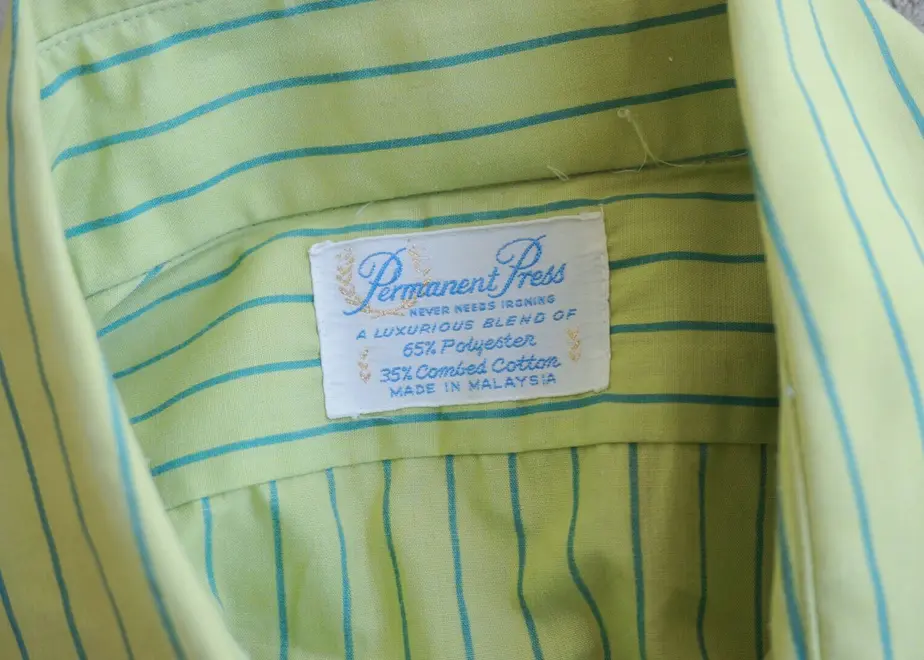 Permanent Press
NEVER NEEDS IRONING
A LUXURIOUS BLEND OF
65% Polyester
35% Combed Cotton
MADE IN MALAYSIA